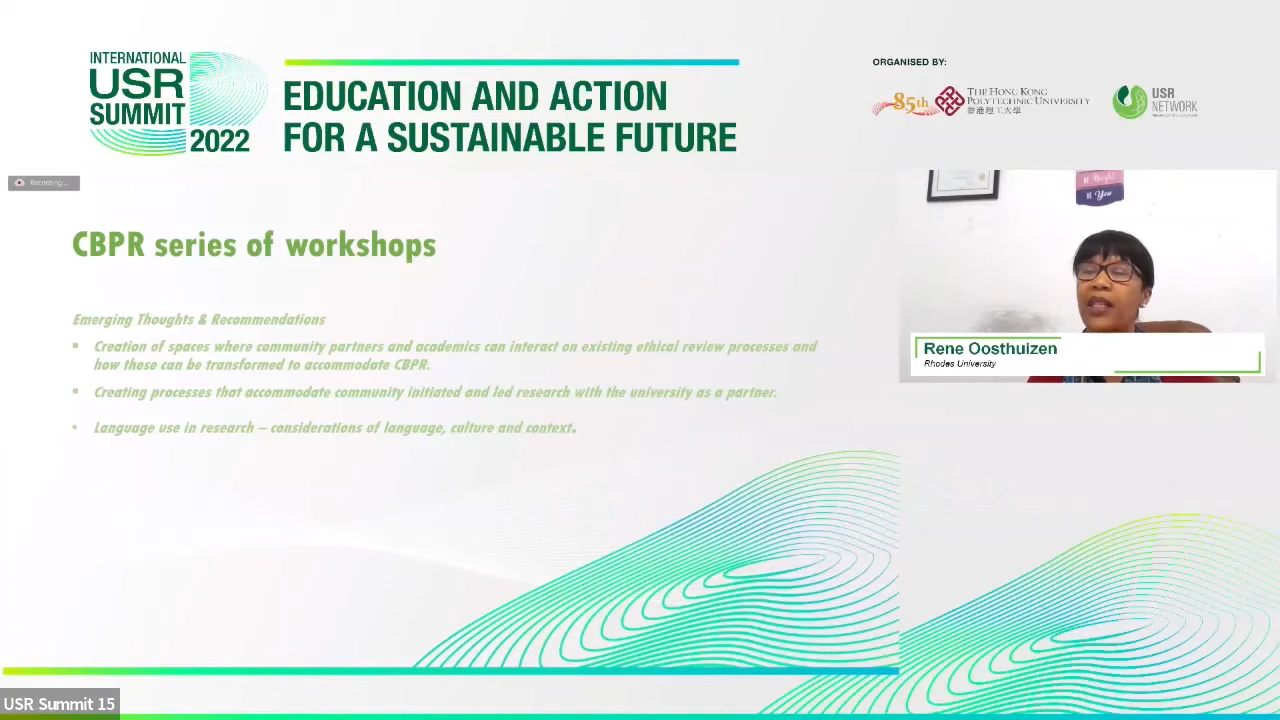 INTERNATIONAL
USR
SUMMIT
2022
EDUCATION AND ACTION
FOR A SUSTAINABLE FUTURE
ORGANISED BY:
85th
THE HONG KONG
POLYTECHNIC UNIVERSITY
香港理工大學
USR
NETWORK
Recording...
CBPR series of workshops
Emerging Thoughts & Recommendations
▪ Creation of spaces where community partners and academics can interact on existing ethical review processes and
how these can be transformed to accommodate CBPR.
▪ Creating processes that accommodate community initiated and led research with the university as a partner.
• Language use in research – considerations of language, culture and context.
Be You
Rene Oosthuizen
Rhodes University
USR Summit 15